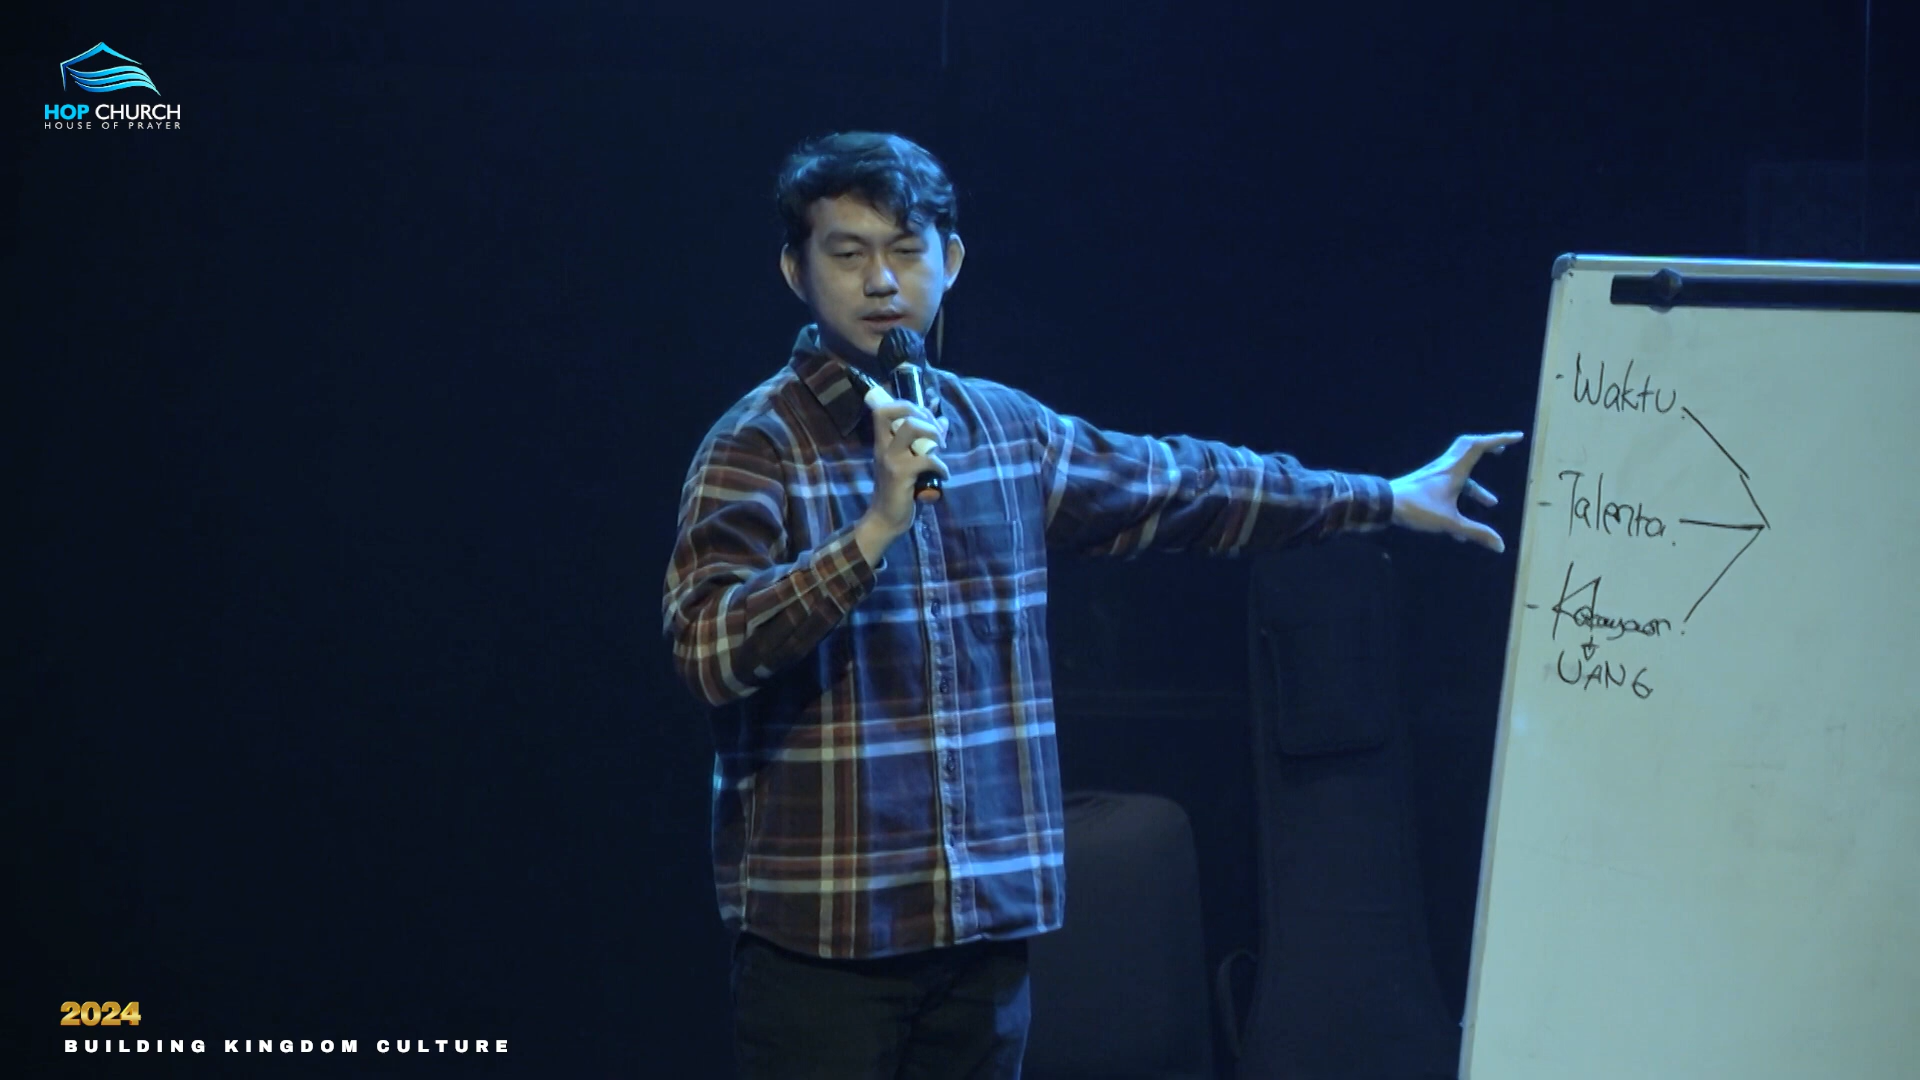 HOP CHURCH
HOUSE OF PRAYER
- Waktu.
- Talenta.
- Kekayaan.
UANG
2024
BUILDING KINGDOM CULTURE